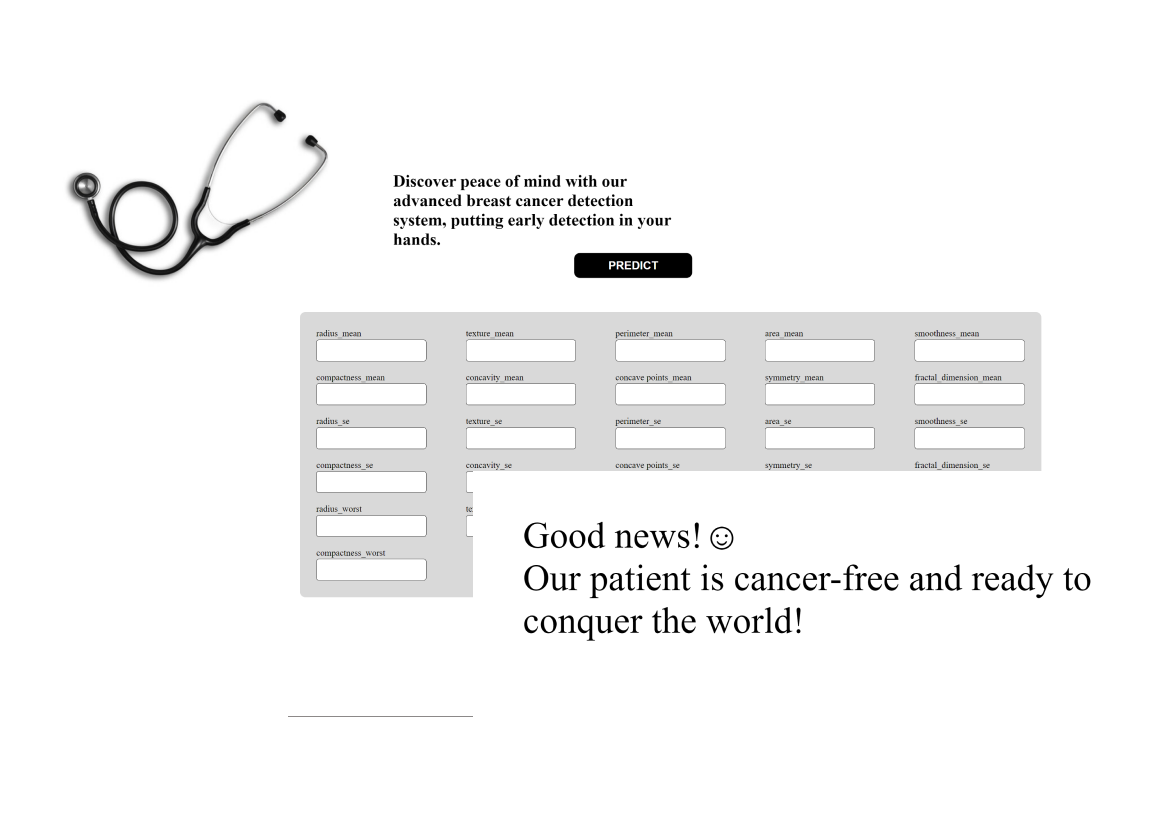 Discover peace of mind with our
advanced breast cancer detection
system, putting early detection in your
hands.
PREDICT
radius_mean texture_mean perimeter_mean area_mean smoothness_mean
compactness_mean concavity_mean concave points_mean symmetry_mean fractal_dimension_mean
radius_se texture_se perimeter_se area_se smoothness_se
compactness_se concavity_se concave points_se symmetry_se fractal_dimension_se
radius_worst te
compactness_worst
Good news!☺
Our patient is cancer-free and ready to
conquer the world!